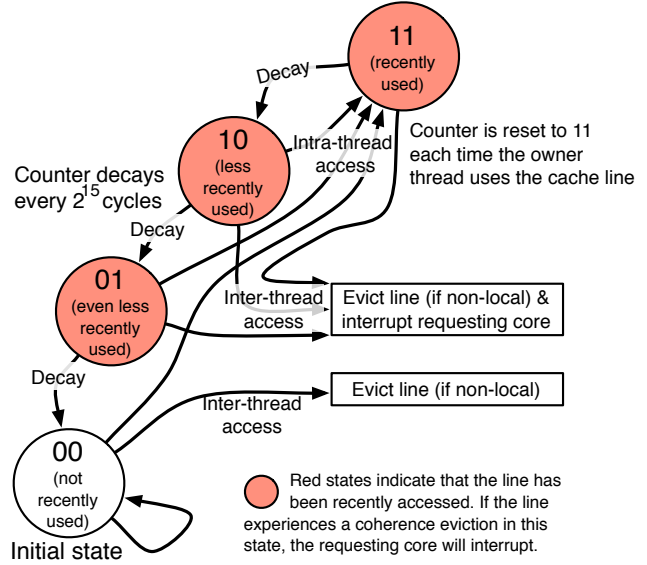 11
(recently
used)
Decay
10
(less
recently
used)
Intra-thread
access
Counter is reset to 11
each time the owner
thread uses the cache line
Counter decays
every 2^15 cycles
Decay
01
(even less
recently
used)
Inter-thread
access
Evict line (if non-local) &
interrupt requesting core
Decay
Evict line (if non-local)
Inter-thread
access
00
(not
recently
used)
Initial state
Red states indicate that the line has
been recently accessed. If the line
experiences a coherence eviction in this
state, the requesting core will interrupt.